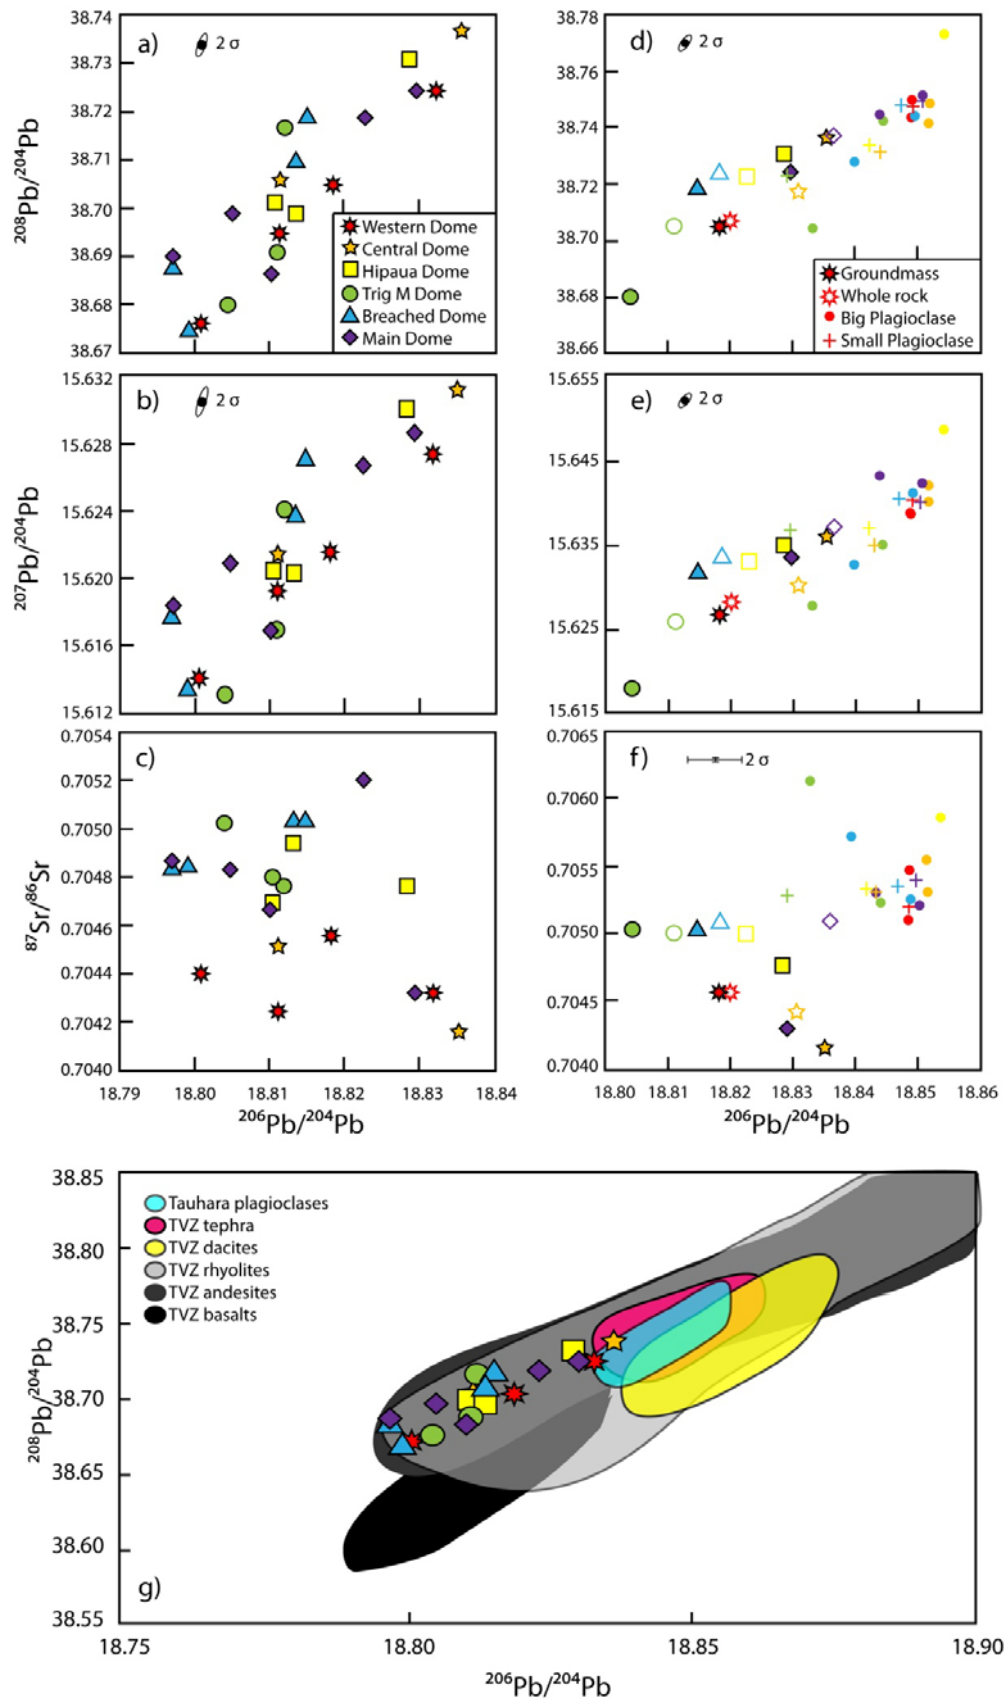 a)
2 σ
38.74
38.73
38.72
38.71
38.70
38.69
38.68
38.67
²⁰⁸Pb/²⁰⁴Pb
Western Dome
Central Dome
Hipaua Dome
Trig M Dome
Breached Dome
Main Dome
d)
2 σ
38.78
38.76
38.74
38.72
38.70
38.68
38.66
Groundmass
Whole rock
Big Plagioclase
Small Plagioclase
b)
2 σ
15.632
15.628
15.624
15.620
15.616
15.612
²⁰⁷Pb/²⁰⁴Pb
e)
2 σ
15.655
15.645
15.635
15.625
15.615
c)
0.7054
0.7052
0.7050
0.7048
0.7046
0.7044
0.7042
0.7040
⁸⁷Sr/⁸⁶Sr
18.79 18.80 18.81 18.82 18.83 18.84
²⁰⁶Pb/²⁰⁴Pb
f)
2 σ
0.7065
0.7060
0.7055
0.7050
0.7045
0.7040
18.80 18.81 18.82 18.83 18.84 18.85 18.86
²⁰⁶Pb/²⁰⁴Pb
38.85
38.80
38.75
38.70
38.65
38.60
38.55
²⁰⁸Pb/²⁰⁴Pb
Tauhara plagioclases
TVZ tephra
TVZ dacites
TVZ rhyolites
TVZ andesites
TVZ basalts
g)
18.75 18.80 18.85 18.90
²⁰⁶Pb/²⁰⁴Pb